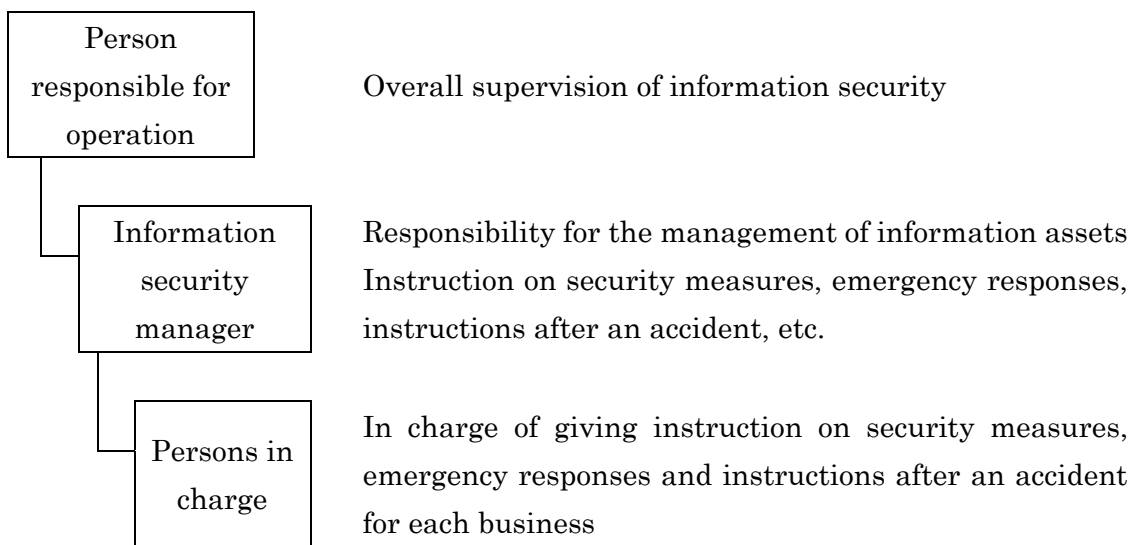 Person
responsible for
operation
Overall supervision of information security
Information
security
manager
Responsibility for the management of information assets
Instruction on security measures, emergency responses,
instructions after an accident, etc.
Persons in
charge
In charge of giving instruction on security measures,
emergency responses and instructions after an accident
for each business